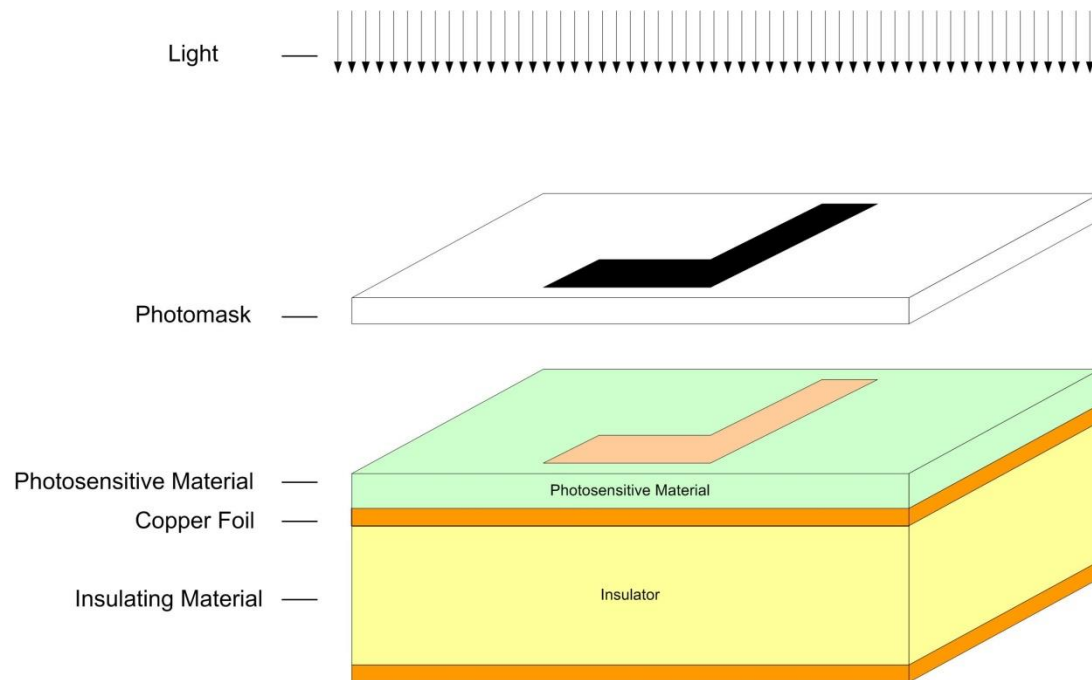 Light
Photomask
Photosensitive Material
Photosensitive Material
Copper Foil
Insulating Material
Insulator